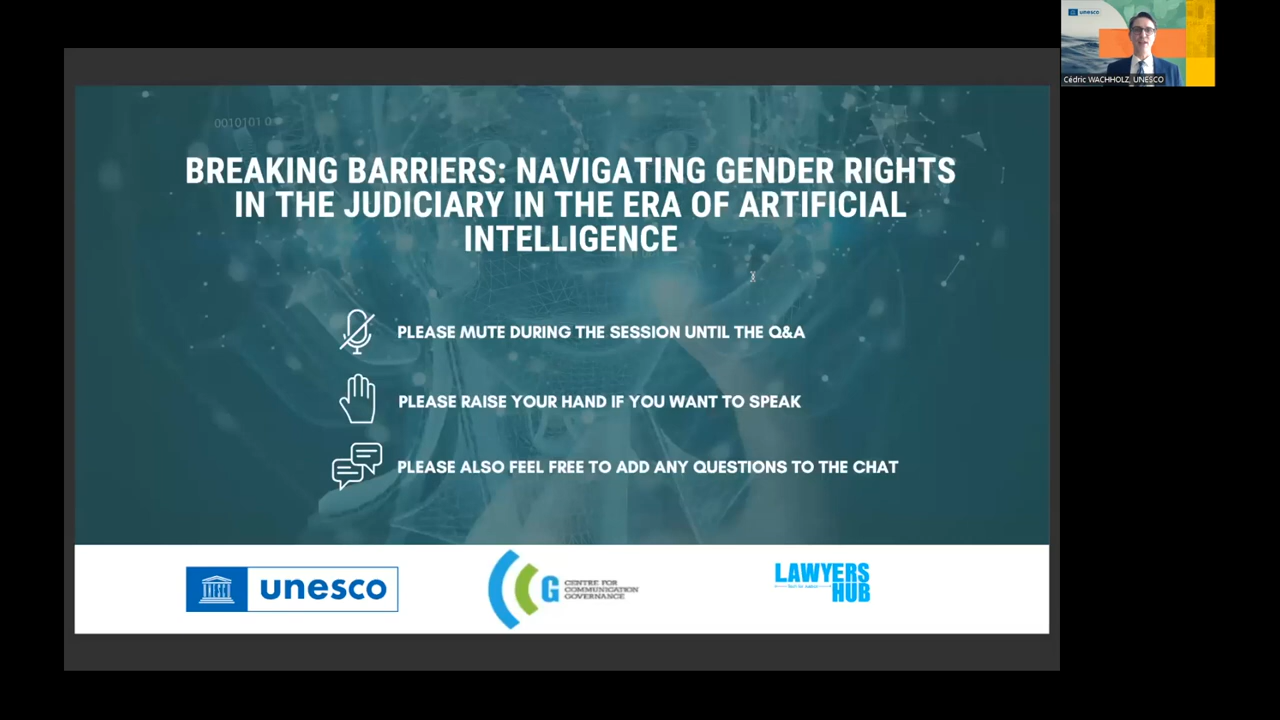 unesco
Cédric WACHHOLZ, UNESCO
0010101 0
BREAKING BARRIERS: NAVIGATING GENDER RIGHTS
IN THE JUDICIARY IN THE ERA OF ARTIFICIAL
INTELLIGENCE
PLEASE MUTE DURING THE SESSION UNTIL THE Q&A
PLEASE RAISE YOUR HAND IF YOU WANT TO SPEAK
PLEASE ALSO FEEL FREE TO ADD ANY QUESTIONS TO THE CHAT
unesco
G
CENTRE FOR
COMMUNICATION
GOVERNANCE
LAWYERS
HUB